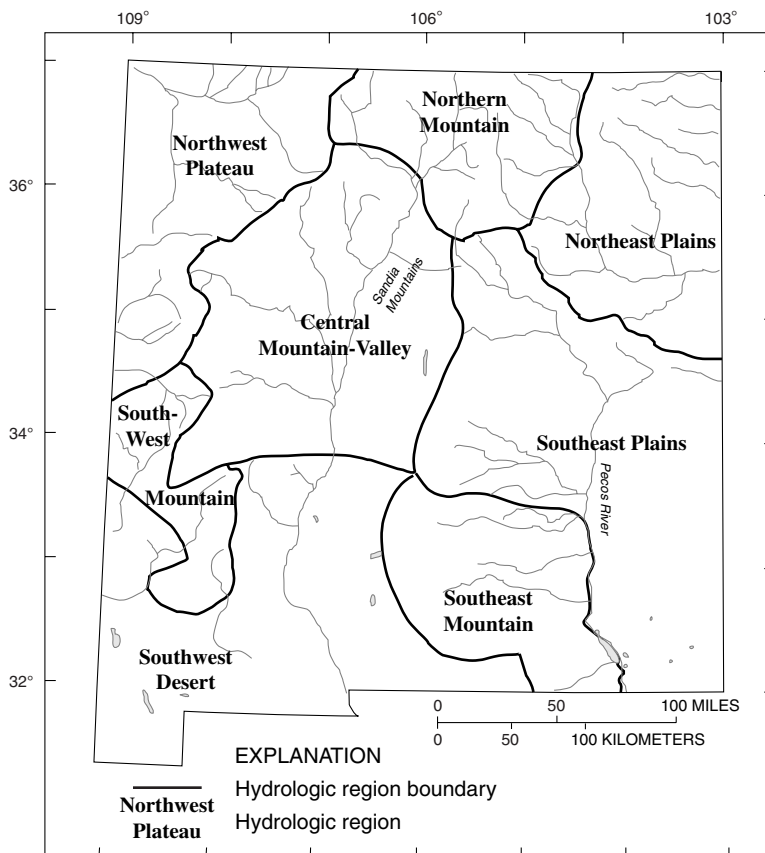 109°
106°
103°
Northern
Mountain
Northwest
Plateau
36°
Northeast Plains
Sandia
Mountains
Central
Mountain-Valley
South-
West
34°
Southeast Plains
Mountain
Pecos River
Southeast
Mountain
Southwest
Desert
32°
0 50 100 MILES
0 50 100 KILOMETERS
EXPLANATION
Hydrologic region boundary
Northwest
Plateau
Hydrologic region